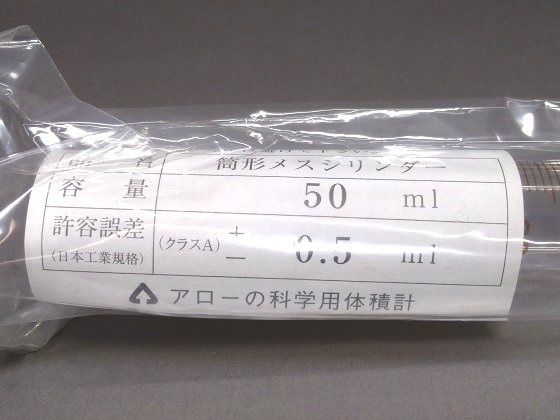 品 名 筒形メスシリンダー
容 量 50 ml
許容誤差 (クラスA) ± 0.5 ml
(日本工業規格)
アローの科学用体積計